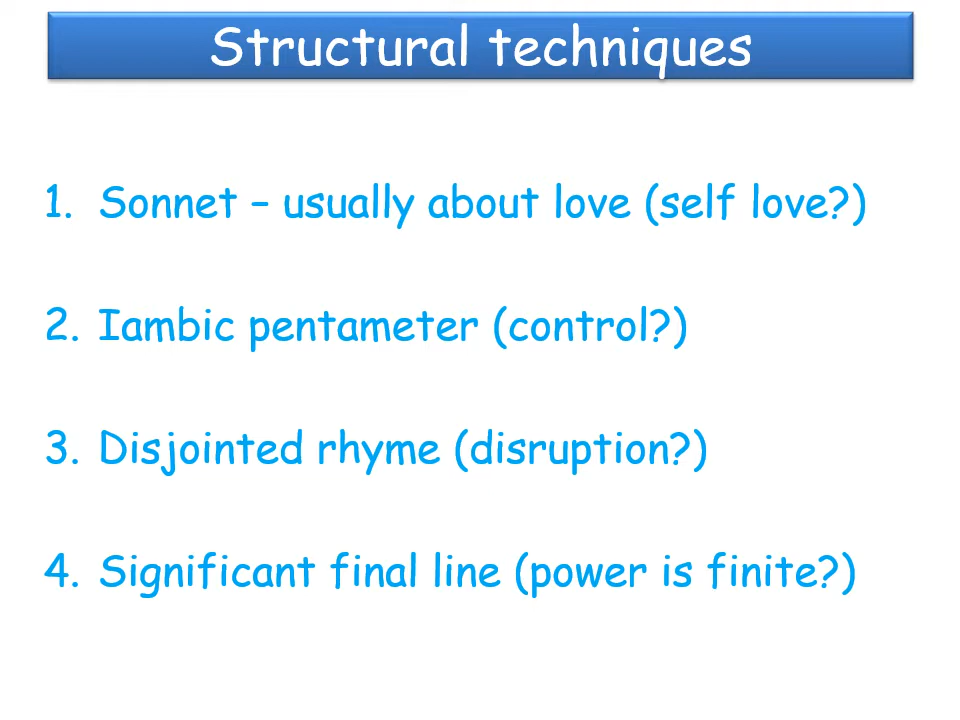 Structural techniques
1. Sonnet – usually about love (self love?)
2. Iambic pentameter (control?)
3. Disjointed rhyme (disruption?)
4. Significant final line (power is finite?)